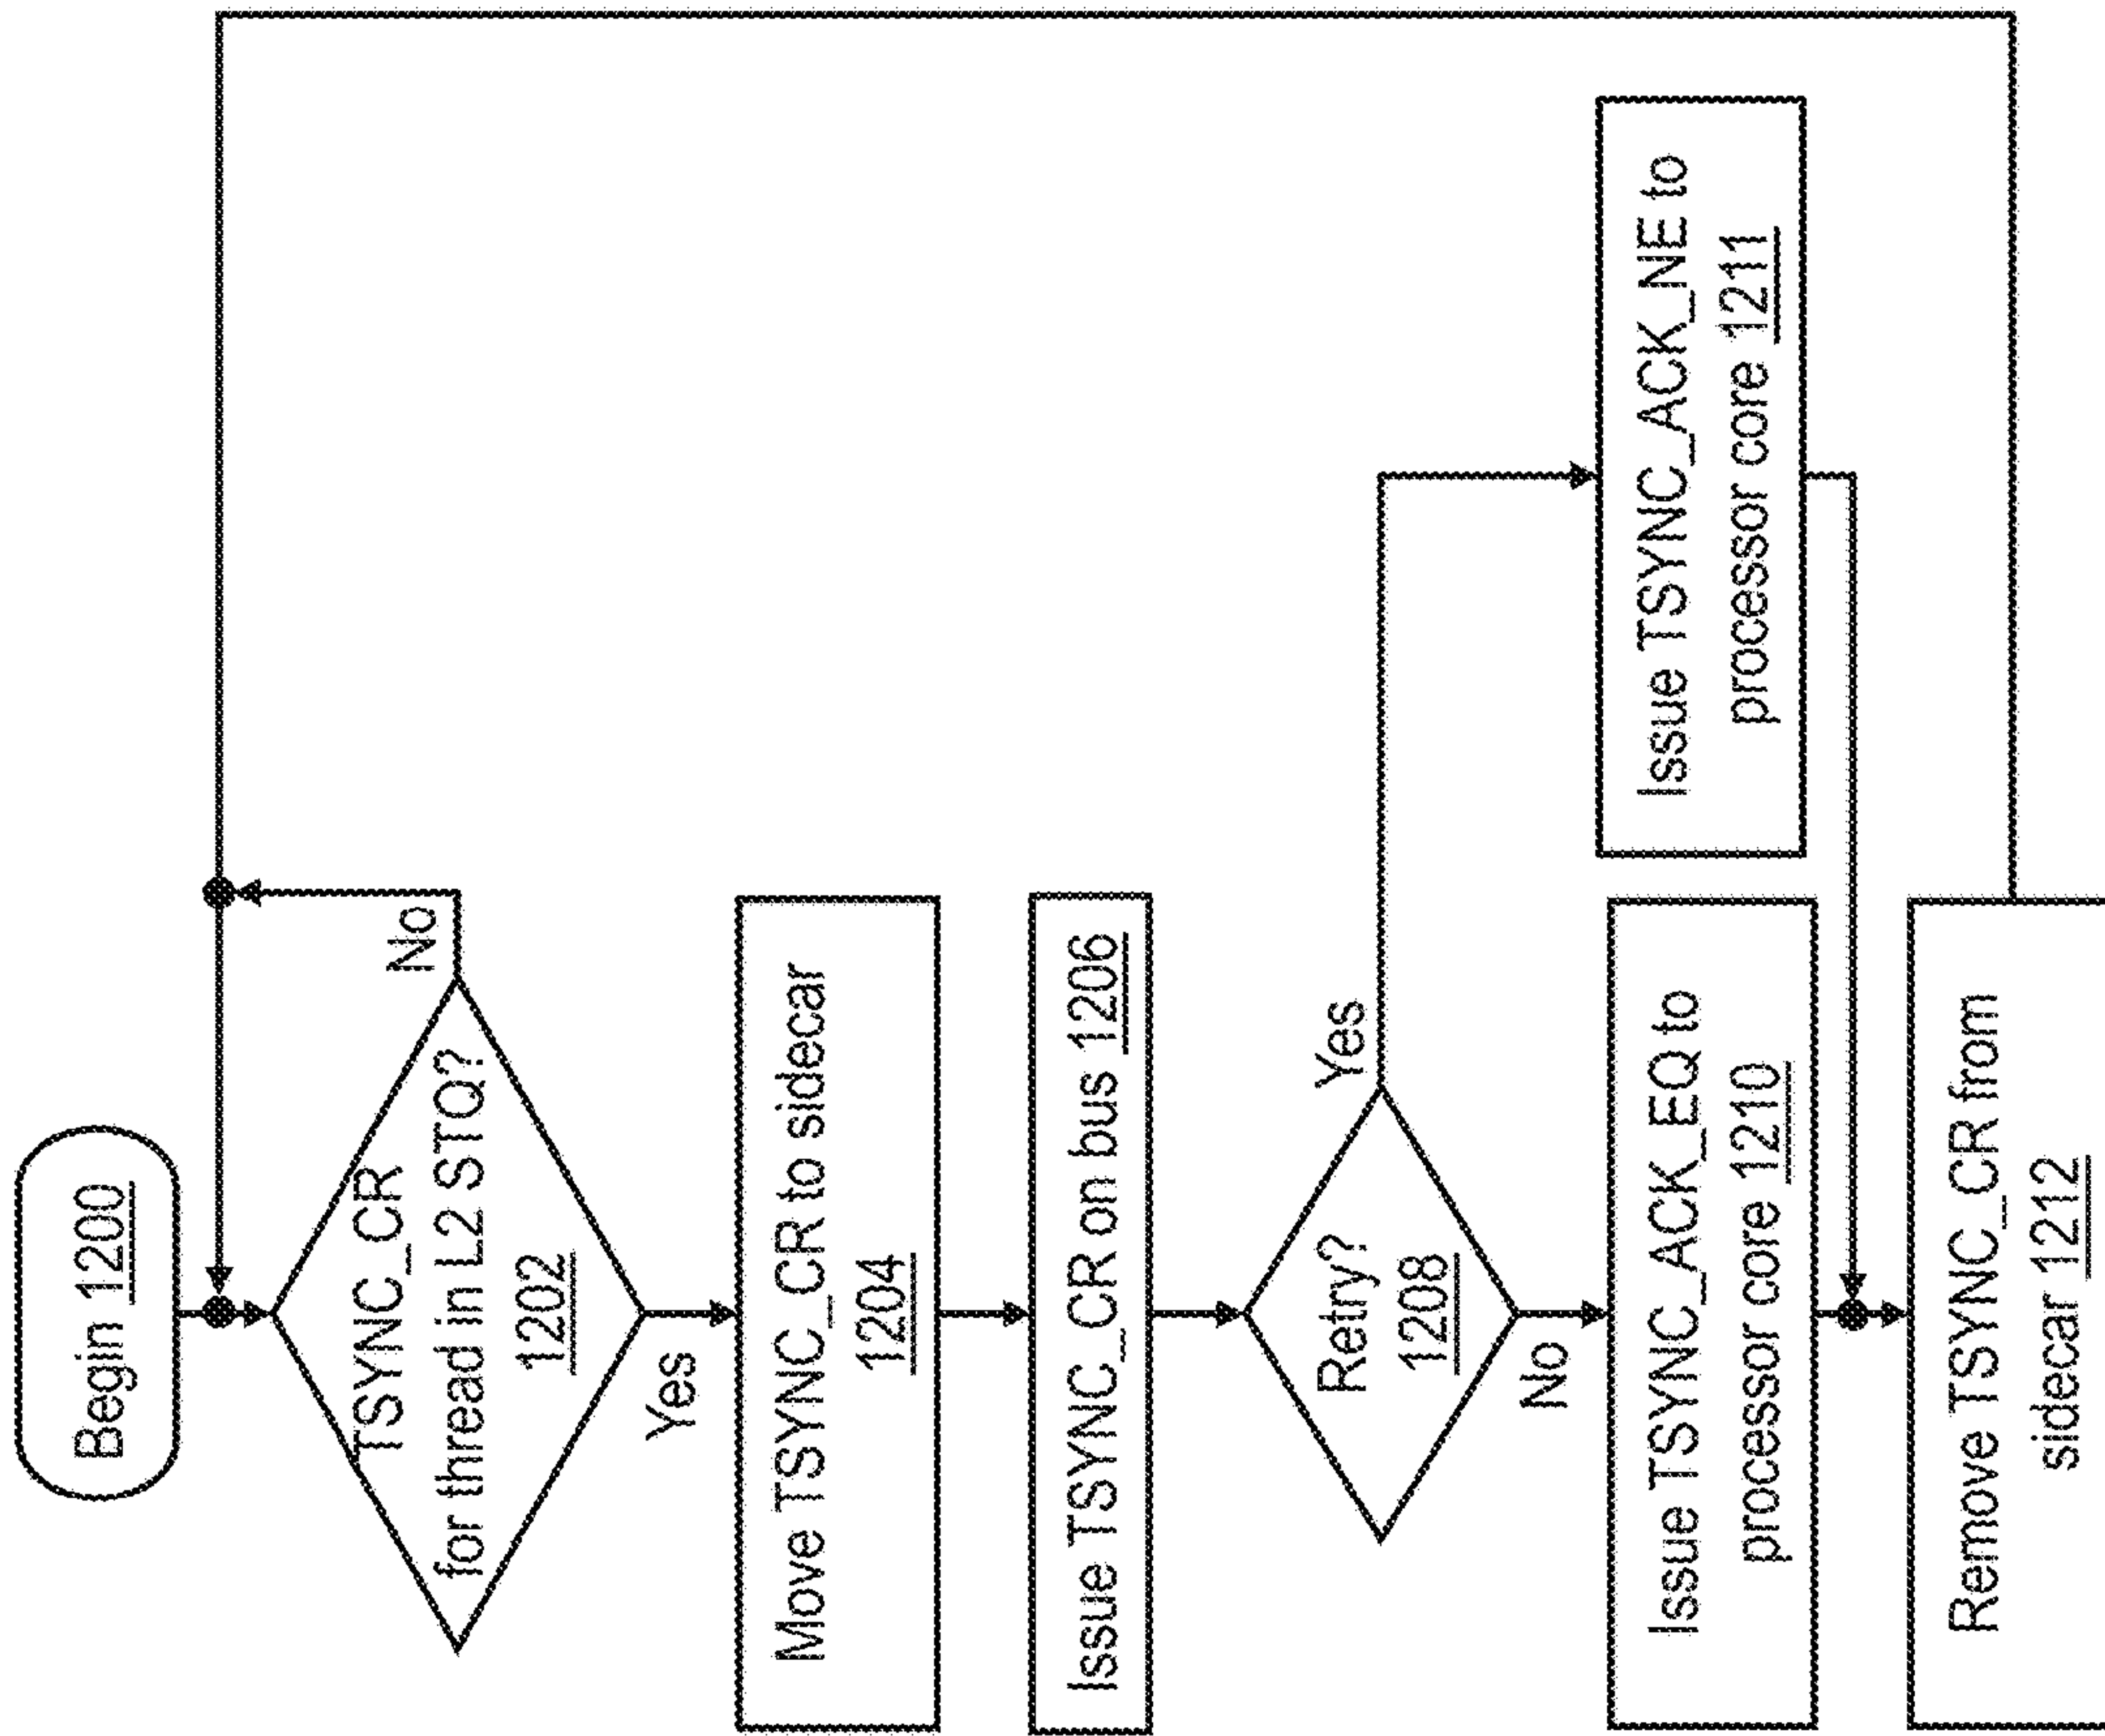 Begin 1200
TSYNC_CR
for thread in L2 STQ?
1202
No
Yes
Move TSYNC_CR to sidecar
1204
Issue TSYNC_CR on bus 1206
Retry?
1208
Yes
No
Issue TSYNC_ACK_EQ to
processor core 1210
Issue TSYNC_ACK_NE to
processor core 1211
Remove TSYNC_CR from
sidecar 1212